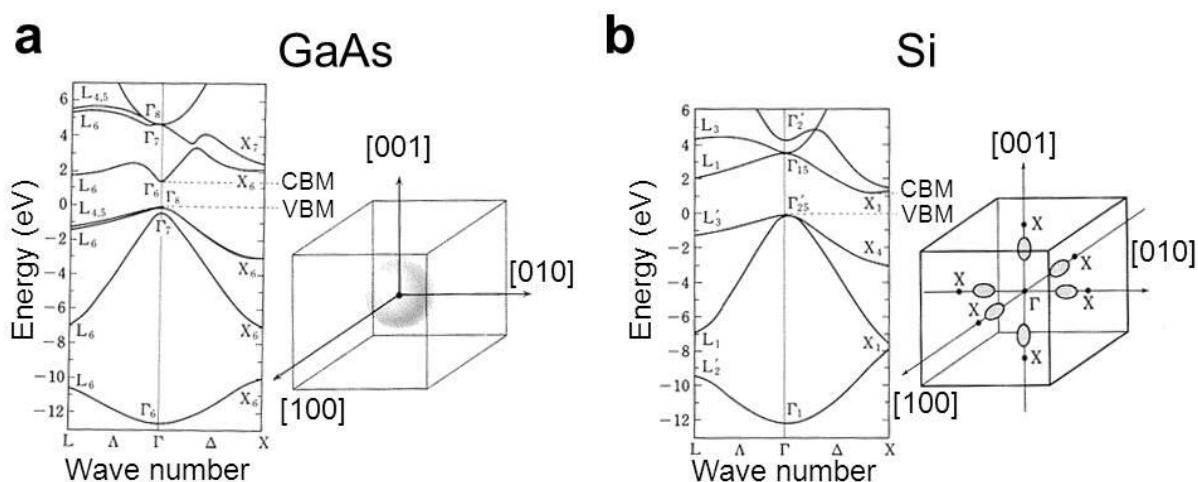 a
GaAs
Energy (eV)
6
4
2
0
−2
−4
−6
−8
−10
−12
L4,5
L6
L6
L4,5
L6
L6
L6
Γ8
Γ7
Γ6
Γ8
Γ7
Γ6
X7
X6
X6
X6
X6
CBM
VBM
L
Λ
Γ
Δ
X
Wave number
[001]
[010]
[100]
b
Si
Energy (eV)
6
4
2
0
−2
−4
−6
−8
−10
−12
L3
L1
L3′
L1
L2′
Γ2′
Γ15
Γ25′
Γ1
X1
X4
X1
CBM
VBM
L
Λ
Γ
Δ
X
Wave number
[001]
[010]
[100]
X
X
X
Γ
X
X
X